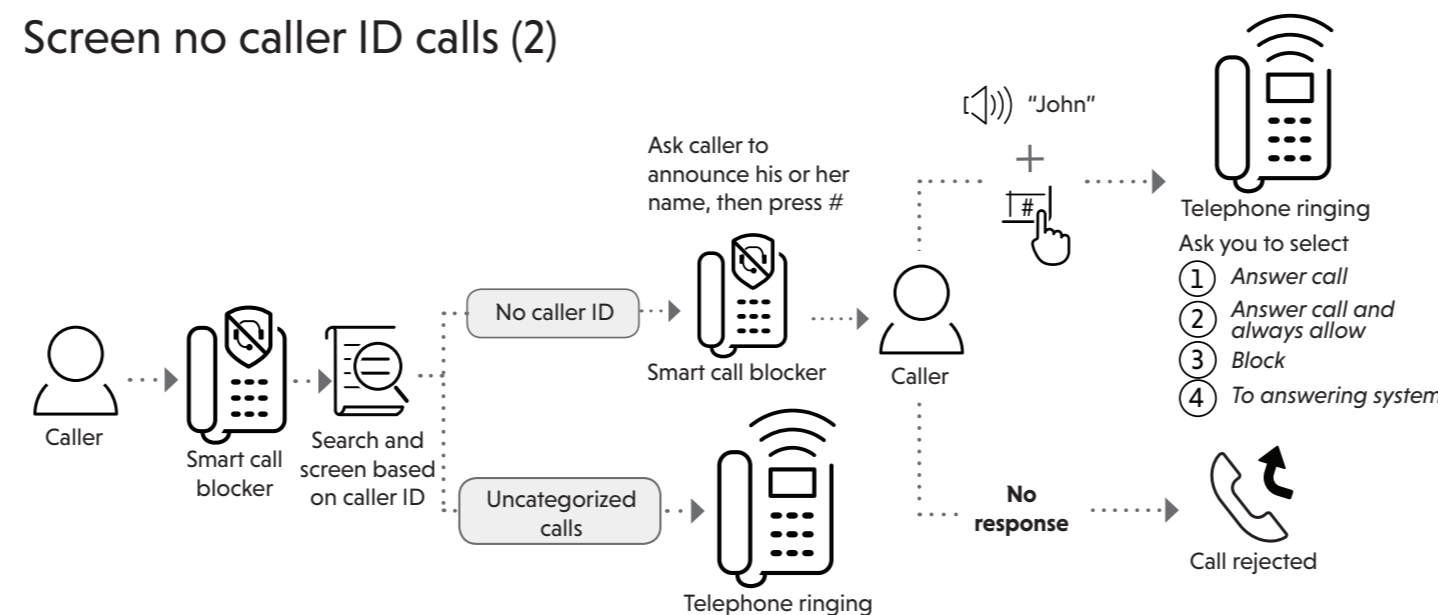 Screen no caller ID calls (2)
Caller
Smart call
blocker
Search and
screen based
on caller ID
No caller ID
Uncategorized
calls
Telephone ringing
Ask caller to
announce his or her
name, then press #
Smart call blocker
Caller
"John"
+
#
Telephone ringing
Ask you to select
1 Answer call
2 Answer call and
always allow
3 Block
4 To answering system
No
response
Call rejected